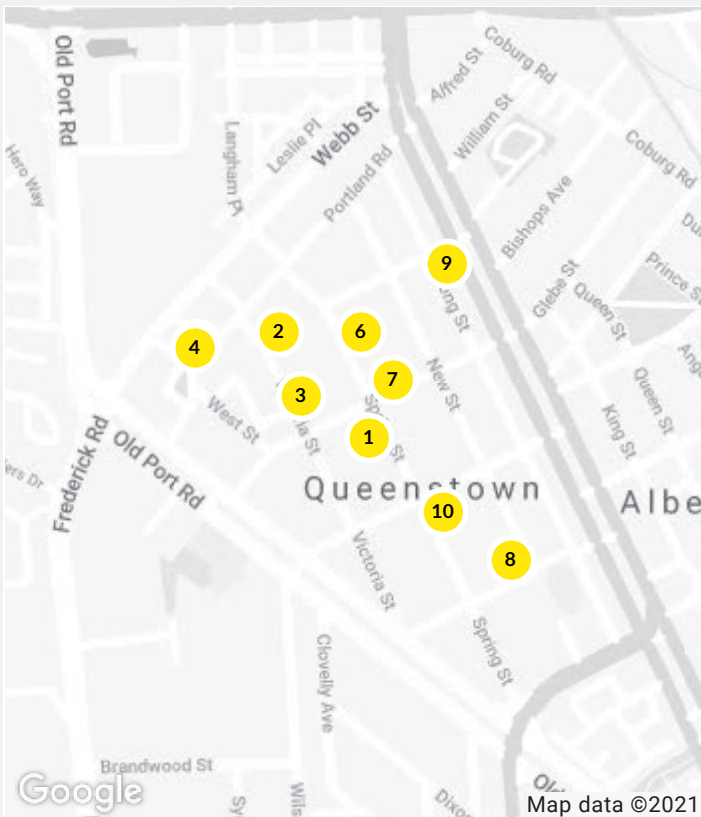 Coburg Rd
Alfred St
Old Port Rd
William St
Webb St
Leslie Pl
Langham Pl
Coburg Rd
Hero Way
Portland Rd
Bishops Ave
9
Prince St
Glebe St
Queen St
2
6
4
7
New St
3
Queen St
West St
King St
1
Old Port Rd
Frederick Rd
Queenstown
Albe
10
8
Victoria St
Spring St
Clovelly Ave
Brandwood St
Google
Map data ©2021